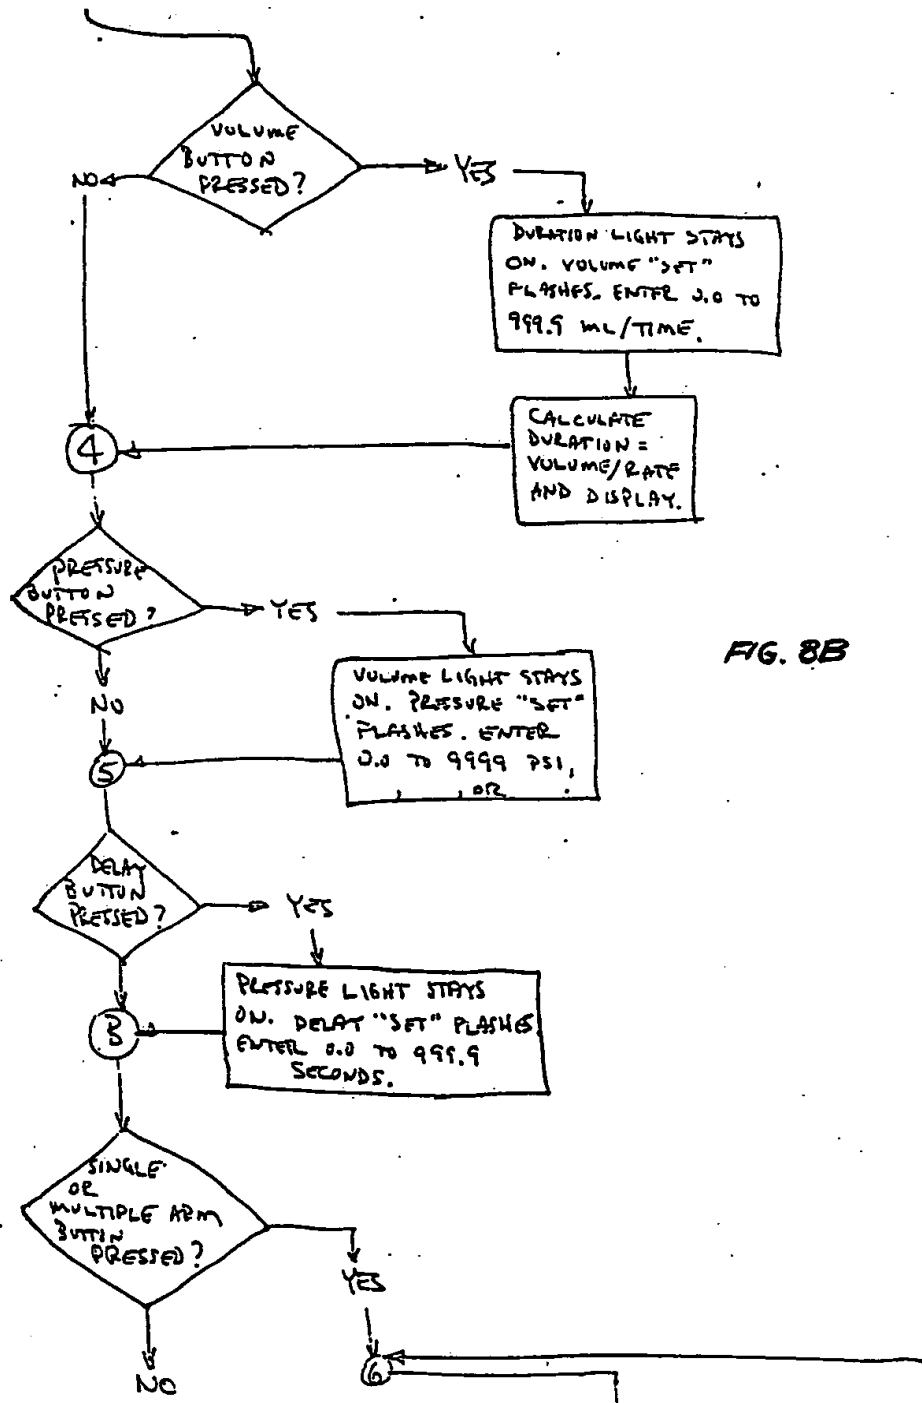 VOLUME
BUTTON
PRESSED?
NO
YES
DURATION LIGHT STAYS
ON. VOLUME "SET"
FLASHES. ENTER 0.0 TO
999.9 mL/TIME.
CALCULATE
DURATION =
VOLUME/RATE
AND DISPLAY.
4
PRESSURE
BUTTON
PRESSED?
YES
NO
VOLUME LIGHT STAYS
ON. PRESSURE "SET"
FLASHES. ENTER
0.0 TO 9999 PSI,
OR
FIG. 8B
5
DELAY
BUTTON
PRESSED?
YES
PRESSURE LIGHT STAYS
ON. DELAY "SET" FLASHES
ENTER 0.0 TO 999.9
SECONDS.
3
SINGLE
OR
MULTIPLE ARM
BUTTON
PRESSED?
YES
NO
6